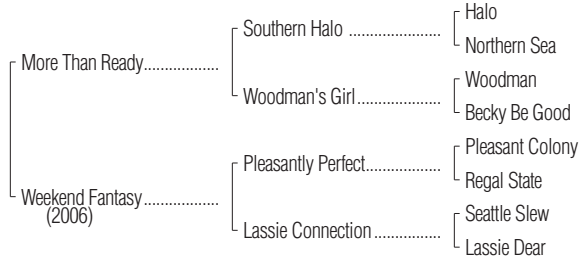 Halo
Southern Halo ...................
Northern Sea
More Than Ready.................
Woodman
Woodman's Girl.....................
Becky Be Good
Pleasant Colony
Pleasantly Perfect...................
Regal State
Weekend Fantasy.................
(2006)
Seattle Slew
Lassie Connection .................
Lassie Dear